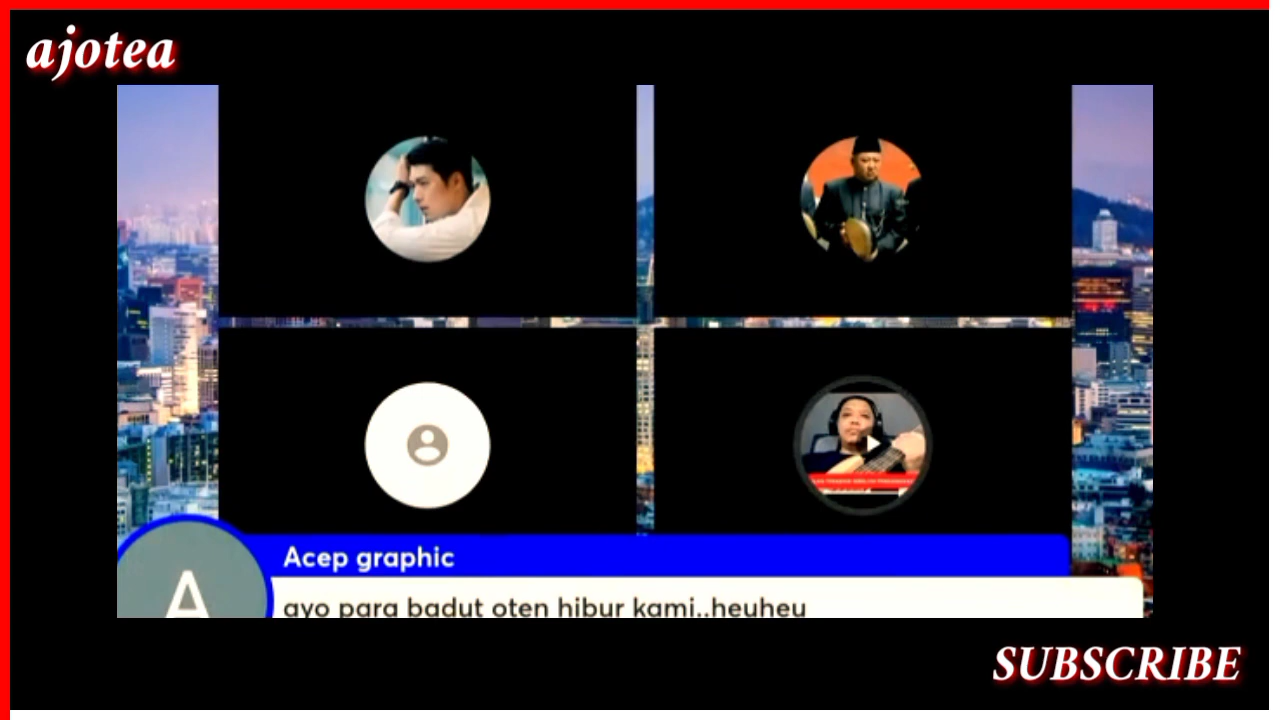 ajotea
Acep graphic
A
ayo para badut oten hibur kami..heuheu
SUBSCRIBE